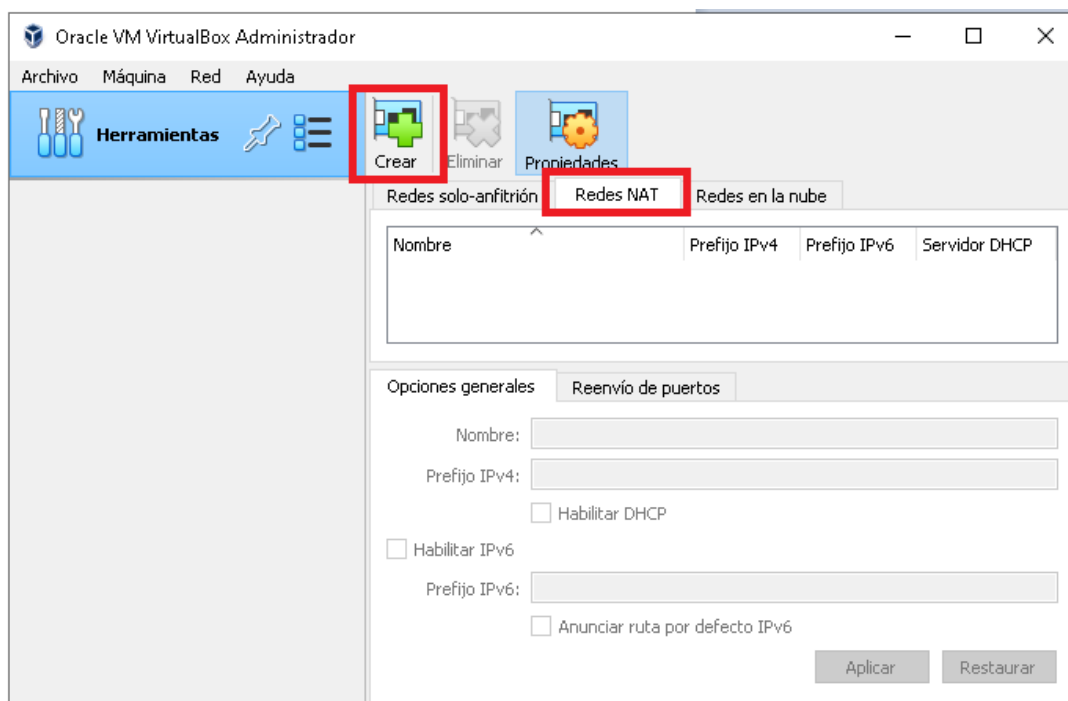 Oracle VM VirtualBox Administrador
Archivo Máquina Red Ayuda
Herramientas
Crear Eliminar Propiedades
Redes solo-anfitrión Redes NAT Redes en la nube
Nombre Prefijo IPv4 Prefijo IPv6 Servidor DHCP
Opciones generales Reenvío de puertos
Nombre:
Prefijo IPv4:
Habilitar DHCP
Habilitar IPv6
Prefijo IPv6:
Anunciar ruta por defecto IPv6
Aplicar Restaurar